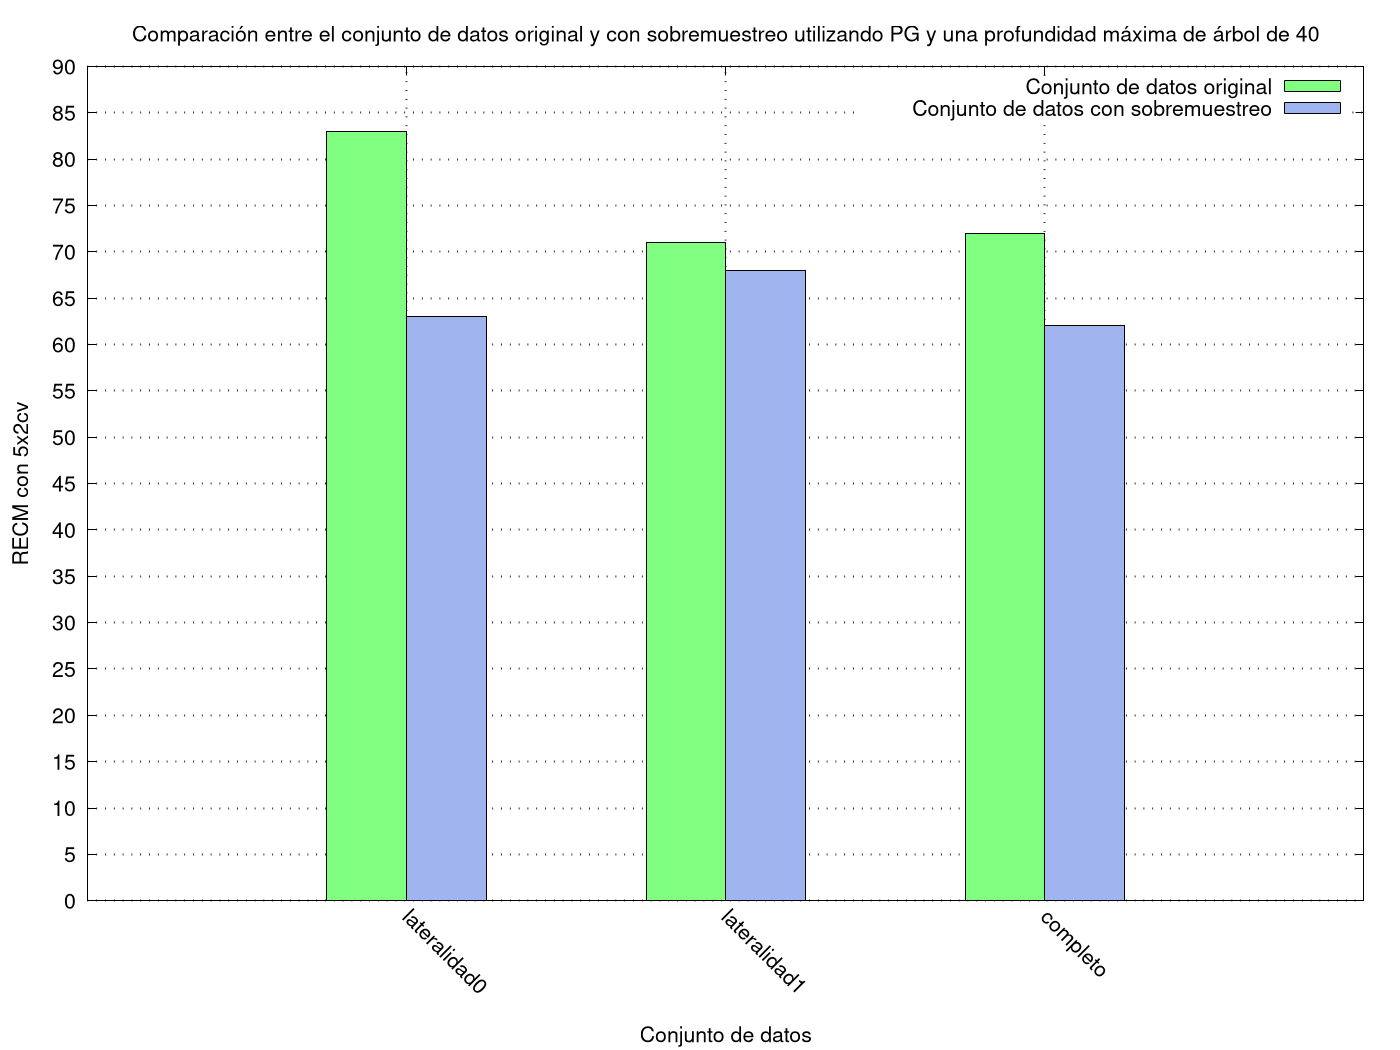 Comparación entre el conjunto de datos original y con sobremuestreo utilizando PG y una profundidad máxima de árbol de 40
Conjunto de datos original
Conjunto de datos con sobremuestreo
90
85
80
75
70
65
60
55
50
45
40
35
30
25
20
15
10
5
0
RECM con 5x2cv
lateralidad0
lateralidad1
completo
Conjunto de datos